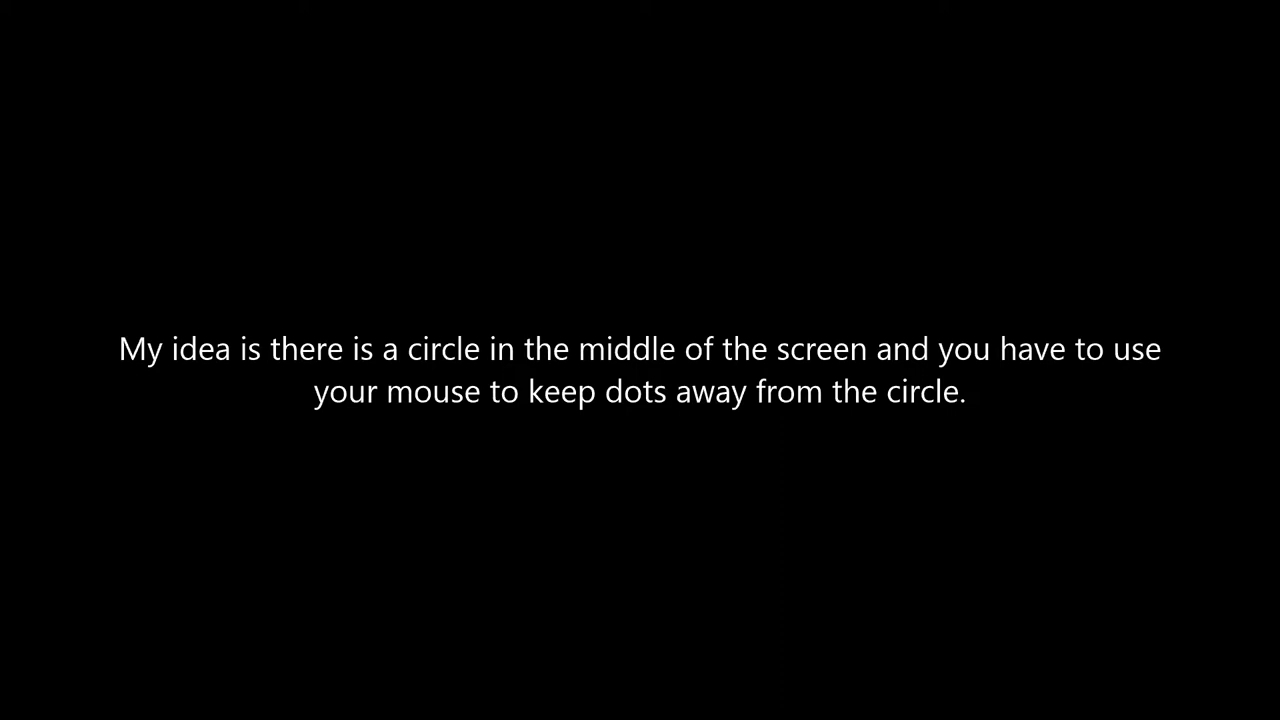 My idea is there is a circle in the middle of the screen and you have to use
your mouse to keep dots away from the circle.